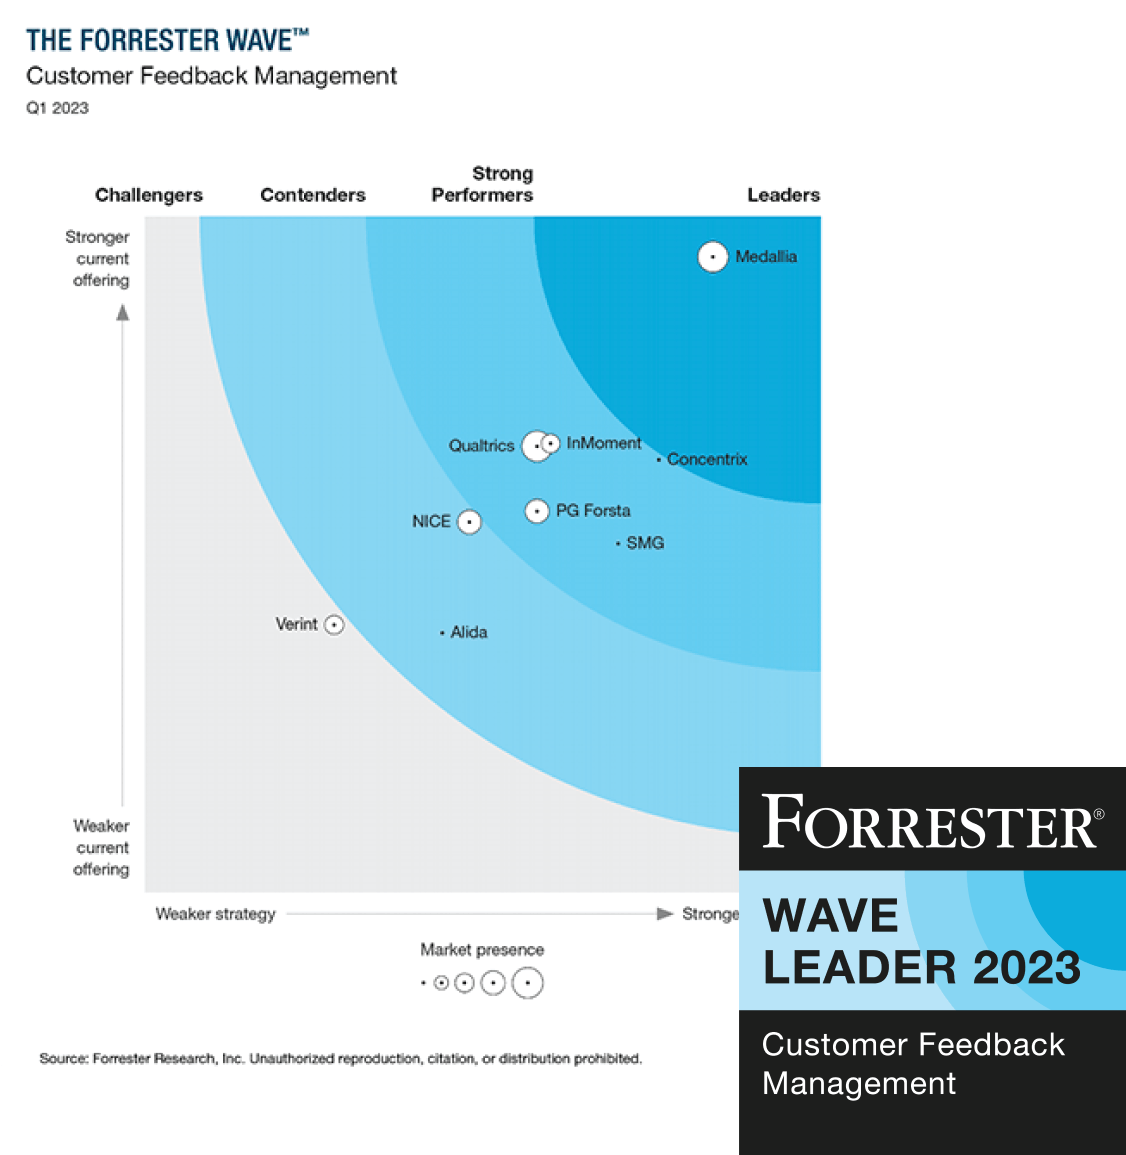 THE FORRESTER WAVE™
Customer Feedback Management
Q1 2023
Strong
Challengers Contenders Performers Leaders
Stronger
current
offering
Medallia
Qualtrics InMoment
Concentrix
PG Forsta
NICE
SMG
Verint
Alida
Weaker
current
offering
Weaker strategy Stronge
Market presence
Source: Forrester Research, Inc. Unauthorized reproduction, citation, or distribution prohibited.
FORRESTER®
WAVE
LEADER 2023
Customer Feedback
Management